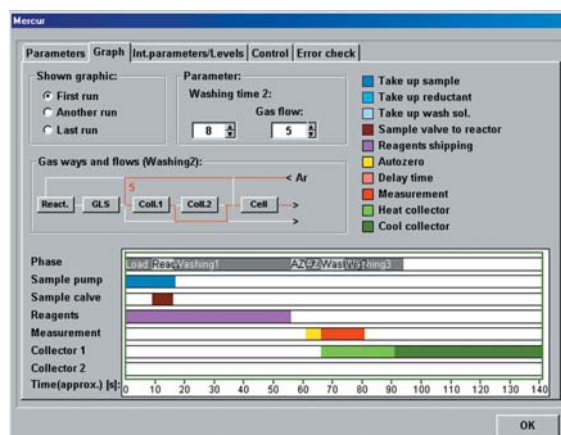 Mercur
Parameters Graph Int.parameters/Levels Control Error check
Shown graphic:
First run
Another run
Last run
Parameter:
Washing time 2:
Gas flow:
8 5
Take up sample
Take up reductant
Take up wash sol.
Sample valve to reactor
Reagents shipping
Autozero
Delay time
Measurement
Heat collector
Cool collector
Gas ways and flows (Washing2):
5 < Ar
React. GLS Coll.1 Coll.2 Cell >
>
Phase Load Washing1
Sample pump
Sample calve
Reagents
Measurement
Collector 1
Collector 2
Time(approx.) [s]: 0 10 20 30 40 50 60 70 80 90 100 110 120 130 140
OK